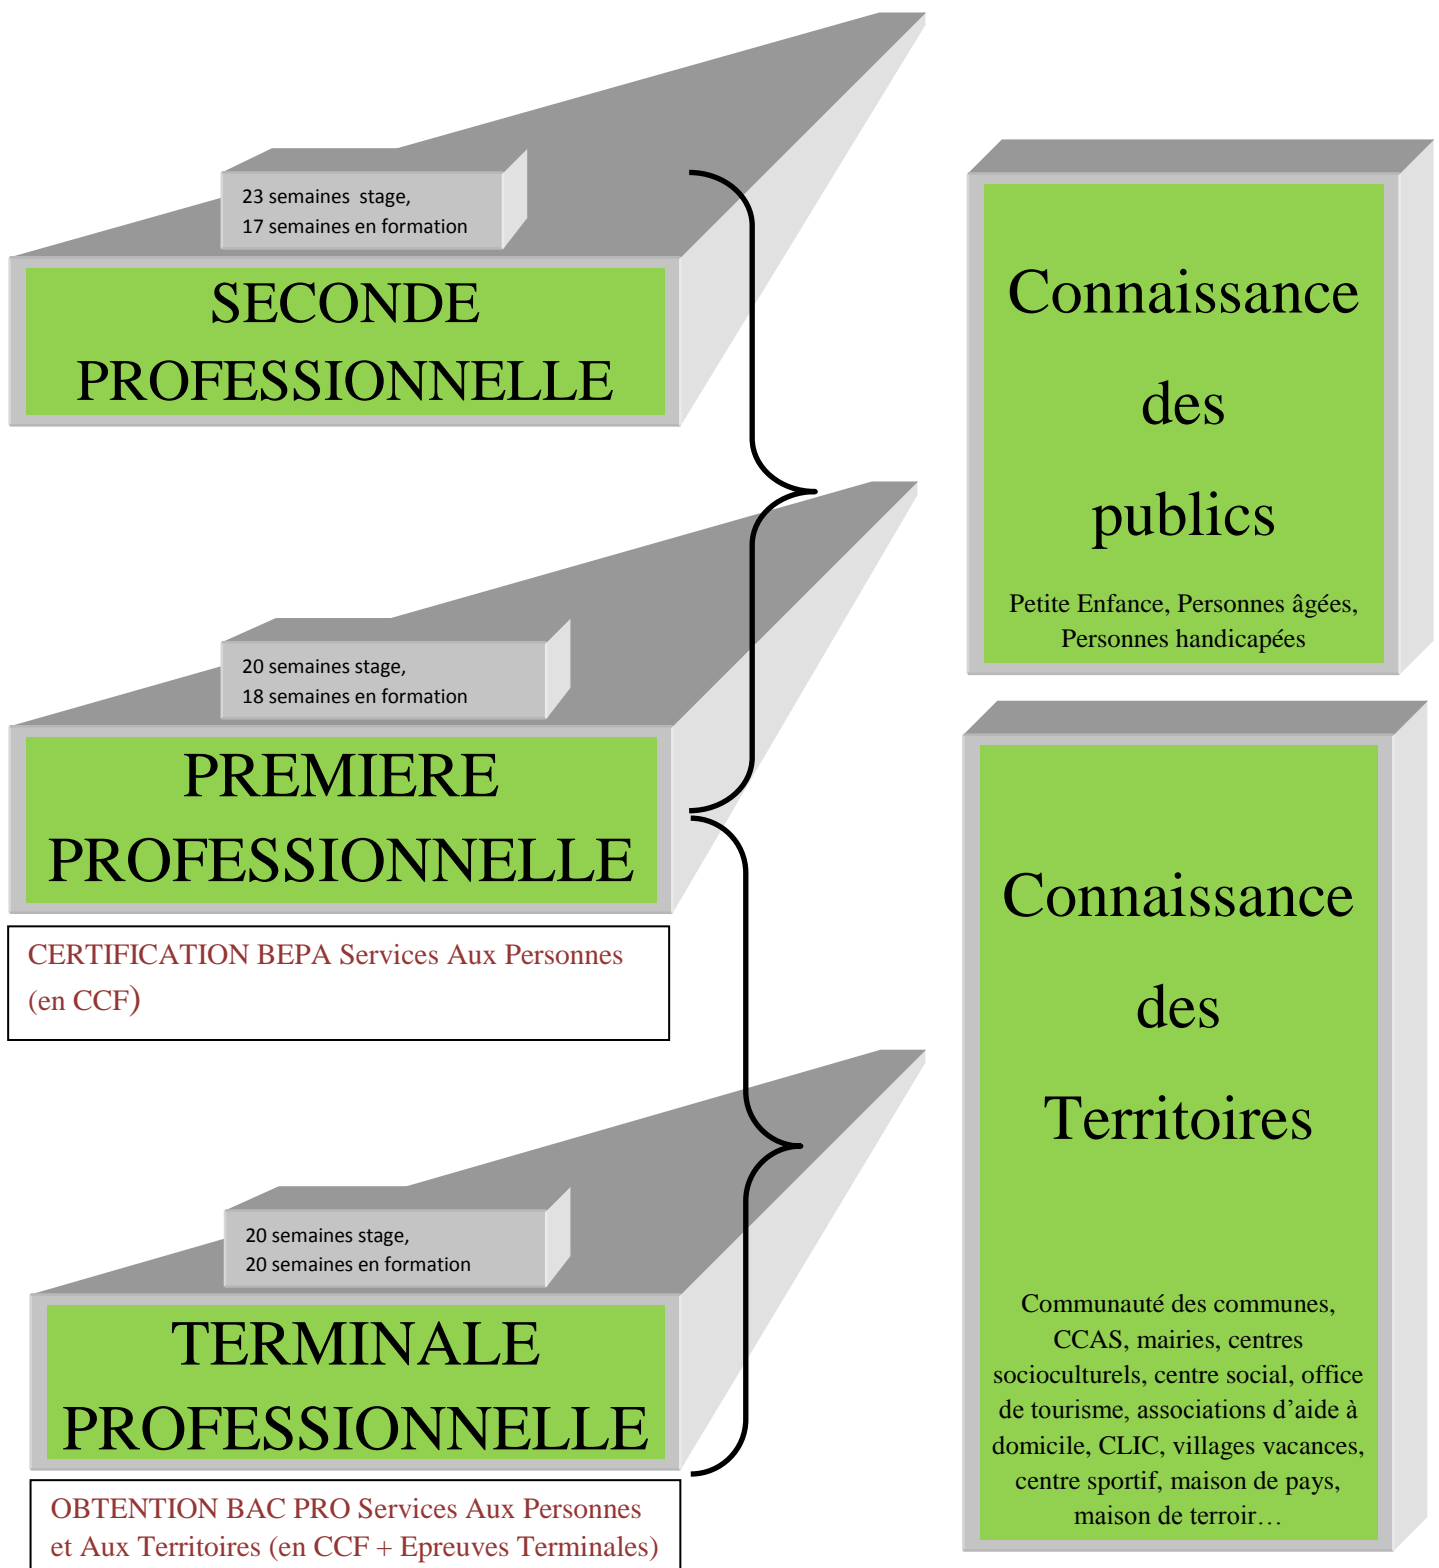 23 semaines stage,
17 semaines en formation
SECONDE
PROFESSIONNELLE
Connaissance
des
publics
Petite Enfance, Personnes âgées,
Personnes handicapées
20 semaines stage,
18 semaines en formation
PREMIERE
PROFESSIONNELLE
CERTIFICATION BEPA Services Aux Personnes
(en CCF)
Connaissance
des
Territoires
Communauté des communes,
CCAS, mairies, centres
socioculturels, centre social, office
de tourisme, associations d’aide à
domicile, CLIC, villages vacances,
centre sportif, maison de pays,
maison de terroir…
20 semaines stage,
20 semaines en formation
TERMINALE
PROFESSIONNELLE
OBTENTION BAC PRO Services Aux Personnes
et Aux Territoires (en CCF + Epreuves Terminales)